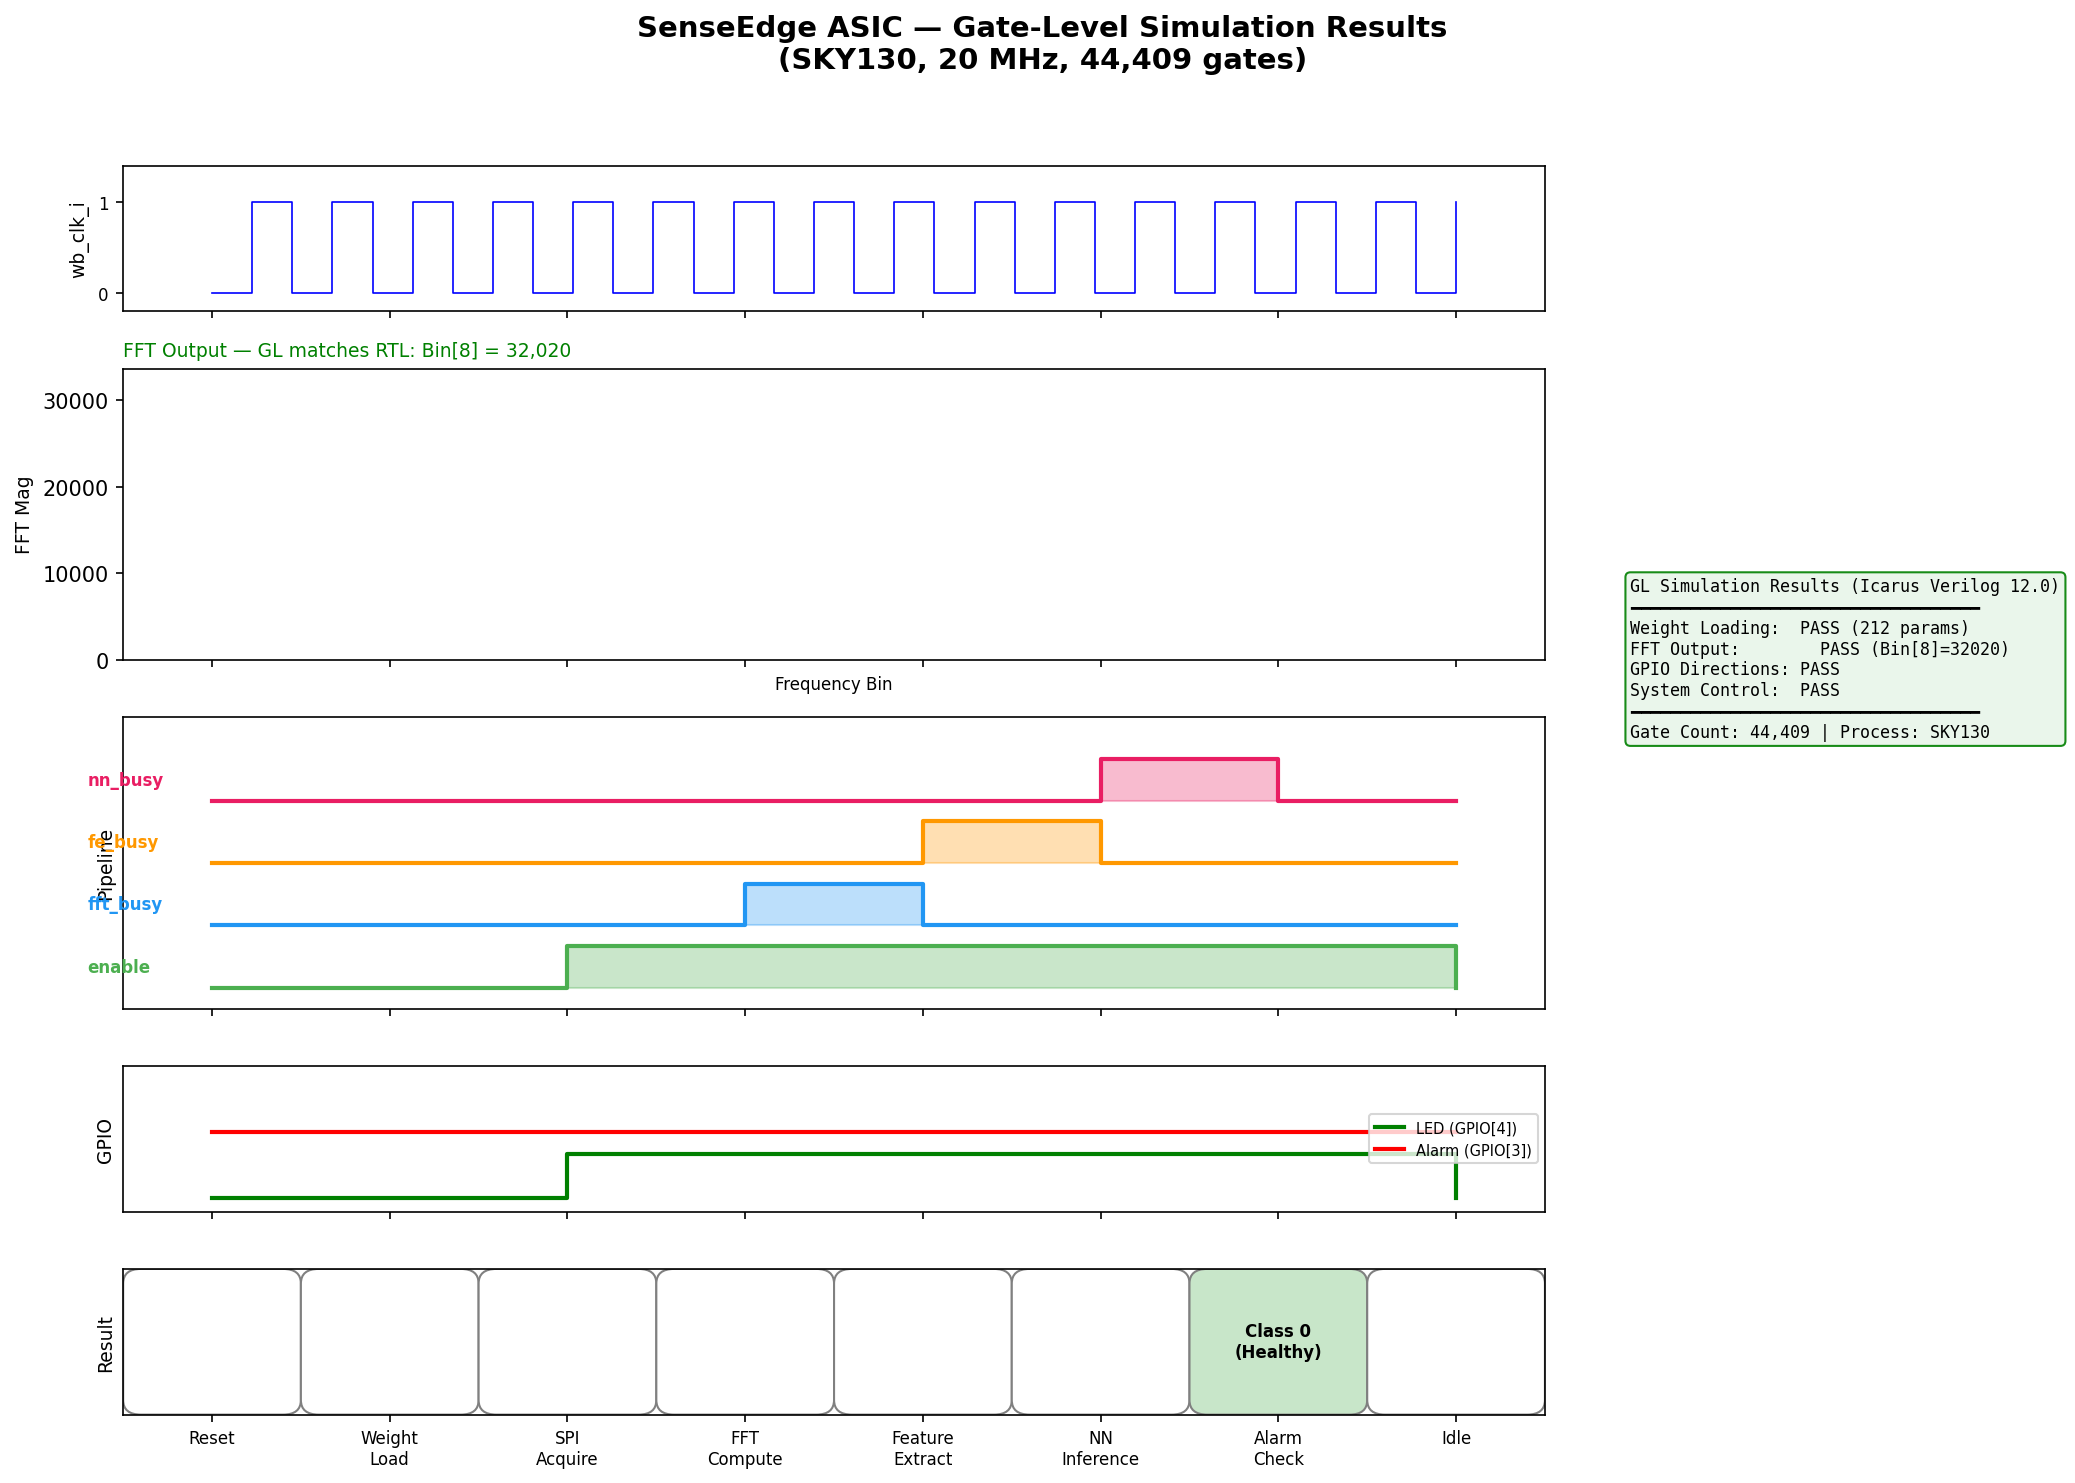 SenseEdge ASIC — Gate-Level Simulation Results
(SKY130, 20 MHz, 44,409 gates)
wb_clk_i
1
0
FFT Output — GL matches RTL: Bin[8] = 32,020
FFT Mag
30000
20000
10000
0
Frequency Bin
GL Simulation Results (Icarus Verilog 12.0)
Weight Loading:  PASS (212 params)
FFT Output:        PASS (Bin[8]=32020)
GPIO Directions: PASS
System Control:  PASS
Gate Count: 44,409 | Process: SKY130
Pipeline
nn_busy
fe_busy
fft_busy
enable
GPIO
LED (GPIO[4])
Alarm (GPIO[3])
Result
Class 0
(Healthy)
Reset
Weight
Load
SPI
Acquire
FFT
Compute
Feature
Extract
NN
Inference
Alarm
Check
Idle